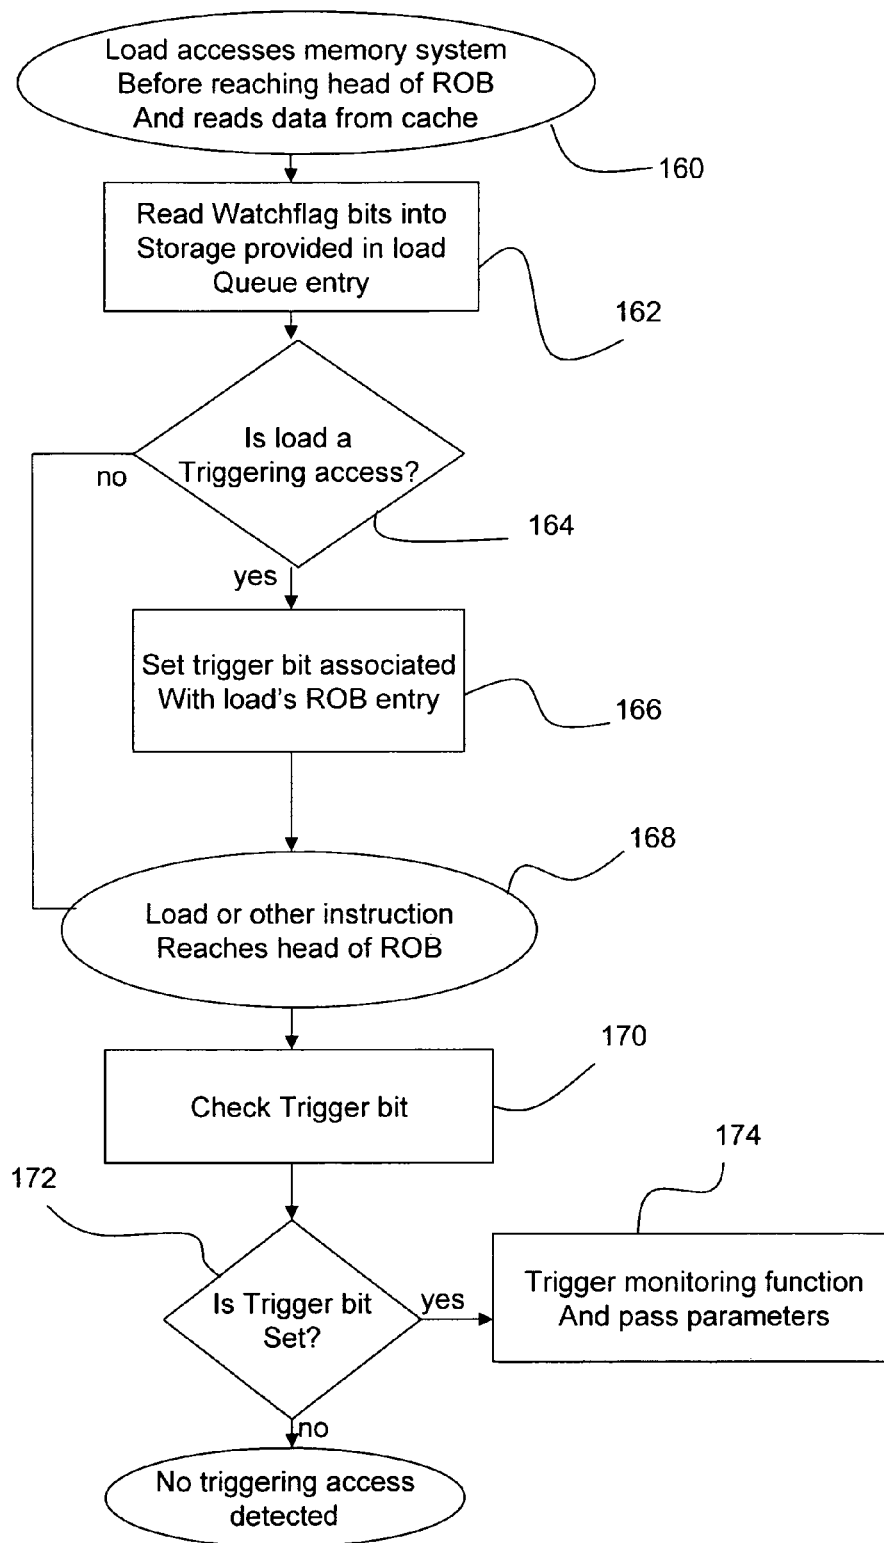 Load accesses memory system
Before reaching head of ROB
And reads data from cache
160
Read Watchflag bits into
Storage provided in load
Queue entry
162
Is load a
Triggering access?
no
164
yes
Set trigger bit associated
With load's ROB entry
166
168
Load or other instruction
Reaches head of ROB
170
Check Trigger bit
174
172
Is Trigger bit
Set?
yes
Trigger monitoring function
And pass parameters
no
No triggering access
detected